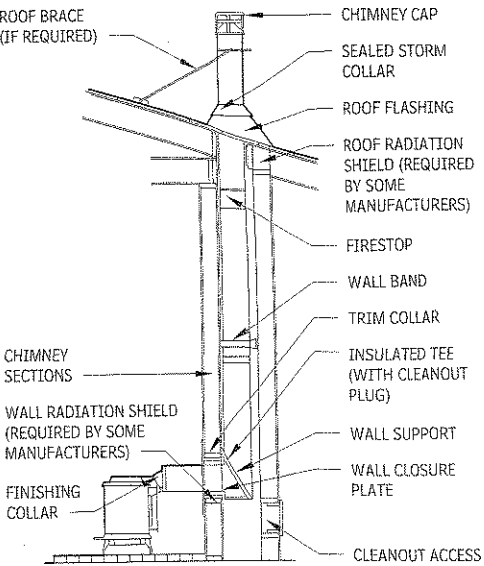 ROOF BRACE
(IF REQUIRED)
CHIMNEY CAP
SEALED STORM
COLLAR
ROOF FLASHING
ROOF RADIATION
SHIELD (REQUIRED
BY SOME
MANUFACTURERS)
FIRESTOP
WALL BAND
TRIM COLLAR
INSULATED TEE
(WITH CLEANOUT
PLUG)
WALL SUPPORT
WALL CLOSURE
PLATE
CLEANOUT ACCESS
CHIMNEY
SECTIONS
WALL RADIATION SHIELD
(REQUIRED BY SOME
MANUFACTURERS)
FINISHING
COLLAR